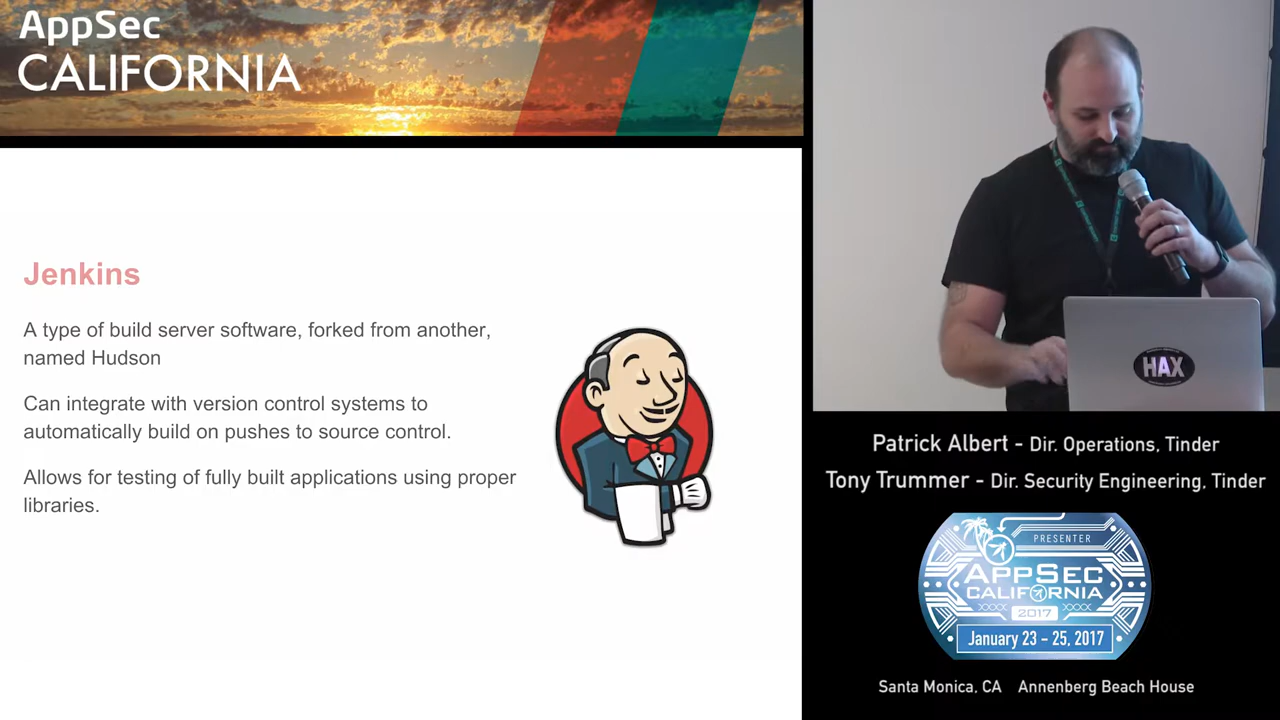 AppSec
CALIFORNIA
Jenkins
A type of build server software, forked from another,
named Hudson
Can integrate with version control systems to
automatically build on pushes to source control.
Allows for testing of fully built applications using proper
libraries.
HAX
Patrick Albert - Dir. Operations, Tinder
Tony Trummer - Dir. Security Engineering, Tinder
PRESENTER
APPSEC
CALIFORNIA
2017
January 23 - 25, 2017
Santa Monica, CA Annenberg Beach House